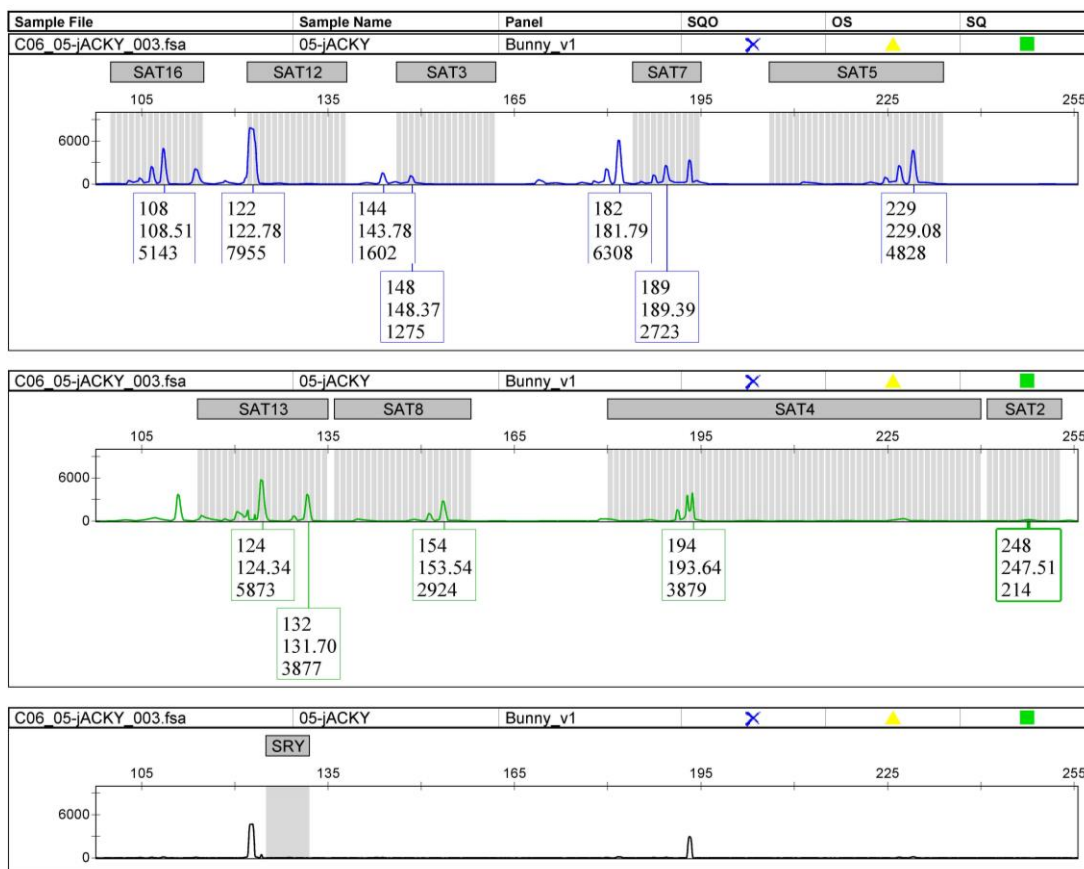 Sample File Sample Name Panel SQO OS SQ
C06_05-jACKY_003.fsa 05-jACKY Bunny_v1
SAT16 SAT12 SAT3 SAT7 SAT5
105 135 165 195 225 255
6000
0
108 122 144 182 229
108.51 122.78 143.78 181.79 229.08
5143 7955 1602 6308 4828
148 189
148.37 189.39
1275 2723
C06_05-jACKY_003.fsa 05-jACKY Bunny_v1
SAT13 SAT8 SAT4 SAT2
105 135 165 195 225 255
6000
0
124 154 194 248
124.34 153.54 193.64 247.51
5873 2924 3879 214
132
131.70
3877
C06_05-jACKY_003.fsa 05-jACKY Bunny_v1
SRY
105 135 165 195 225 255
6000
0